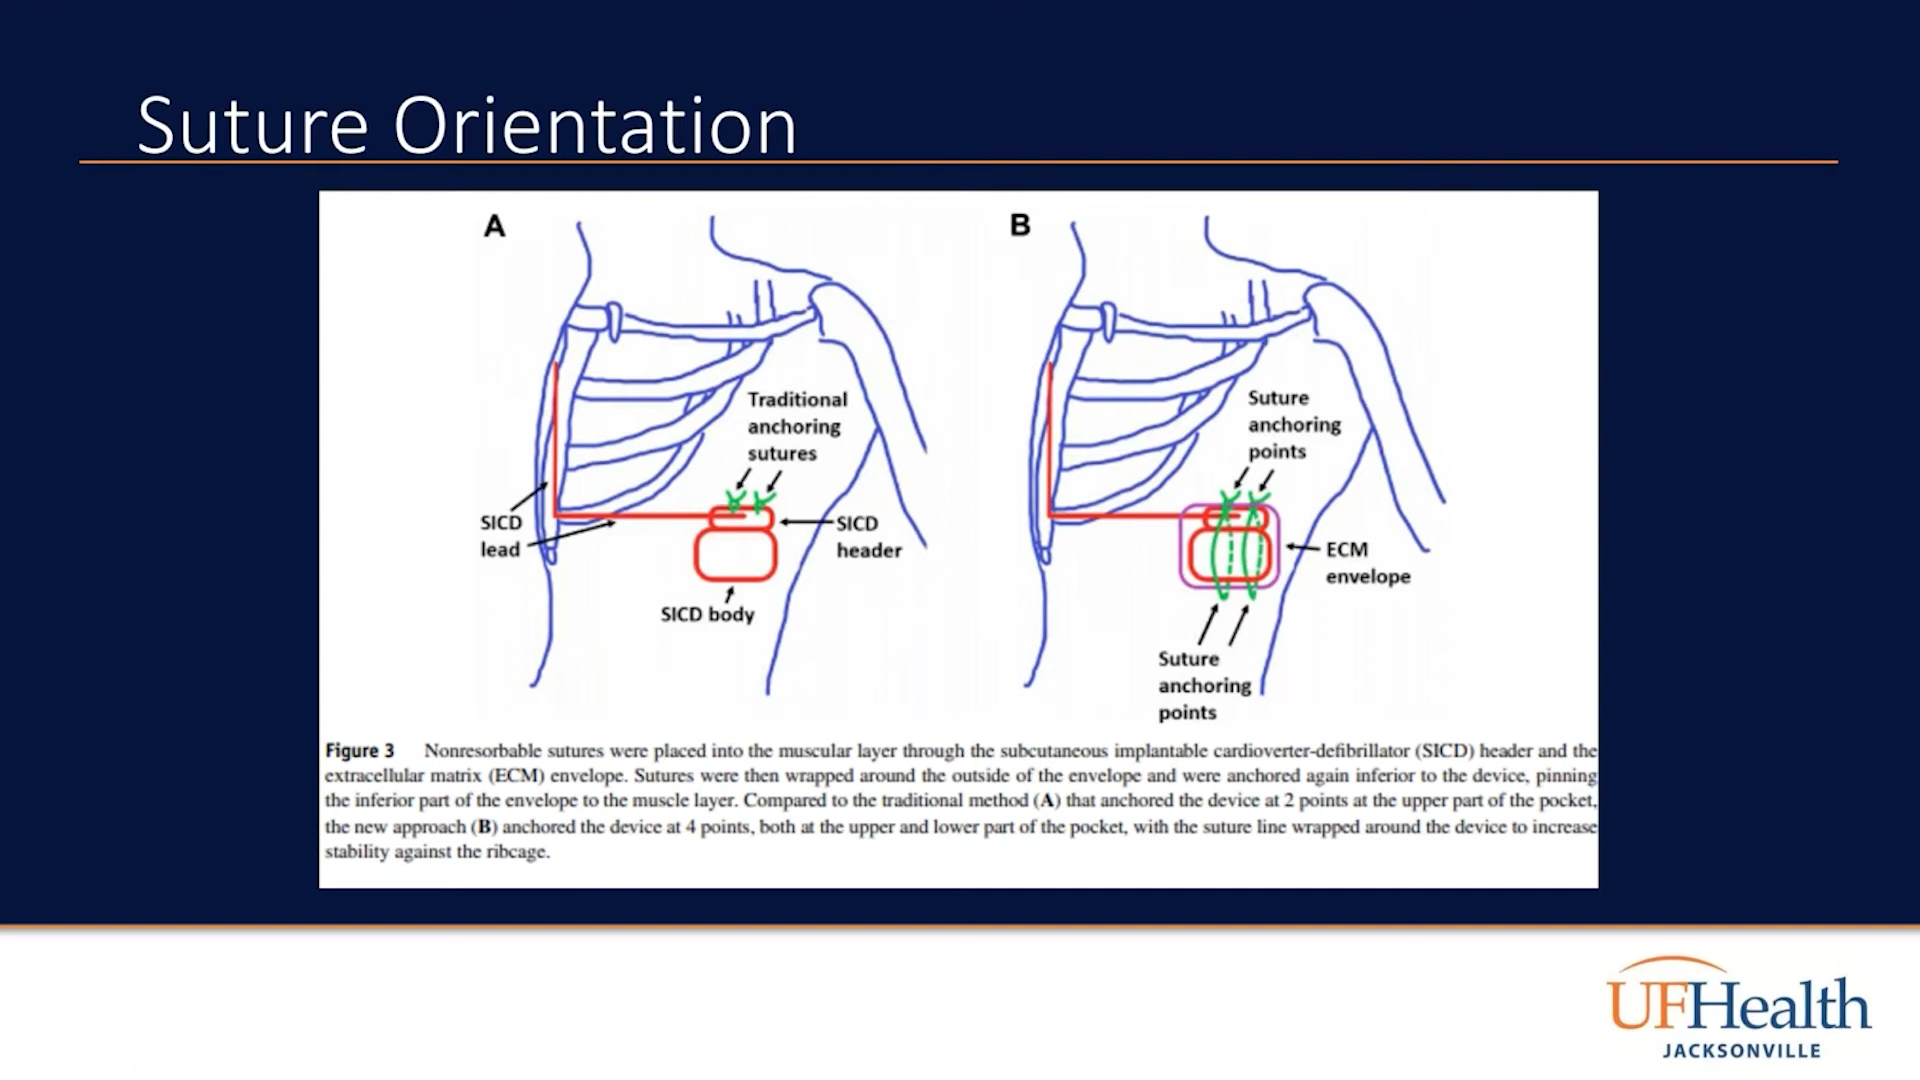 Suture Orientation
A
Traditional
anchoring
sutures
SICD
lead
SICD
header
SICD body
B
Suture
anchoring
points
ECM
envelope
Suture
anchoring
points
Figure 3 Nonresorbable sutures were placed into the muscular layer through the subcutaneous implantable cardioverter-defibrillator (SICD) header and the
extracellular matrix (ECM) envelope. Sutures were then wrapped around the outside of the envelope and were anchored again inferior to the device, pinning
the inferior part of the envelope to the muscle layer. Compared to the traditional method (A) that anchored the device at 2 points at the upper part of the pocket,
the new approach (B) anchored the device at 4 points, both at the upper and lower part of the pocket, with the suture line wrapped around the device to increase
stability against the ribcage.
UFHealth
JACKSONVILLE